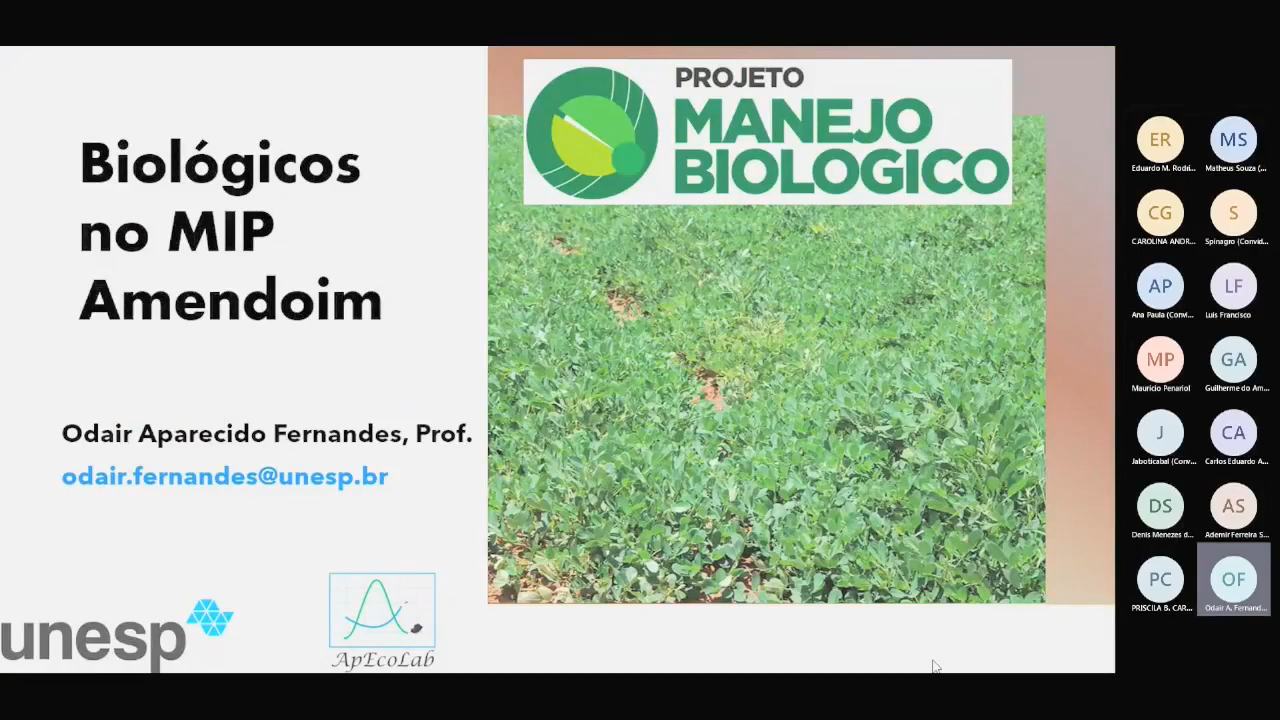 PROJETO
MANEJO
BIOLOGICO
Biológicos
no MIP
Amendoim
Odair Aparecido Fernandes, Prof.
odair.fernandes@unesp.br
unesp
ApEcoLab
ER
Eduardo M. Rodri...
MS
Matheus Souza (...
CG
CAROLINA ANDR...
S
Spinagro (Convid...
AP
Ana Paula (Convi...
LF
Luis Francisco
MP
Mauricio Penariol
GA
Guilherme do Am...
J
Jaboticabal (Conv...
CA
Carlos Eduardo A...
DS
Denis Menezes d...
AS
Ademir Ferreira S...
PC
PRISCILA B. CAR...
OF
Odair A. Fernand...